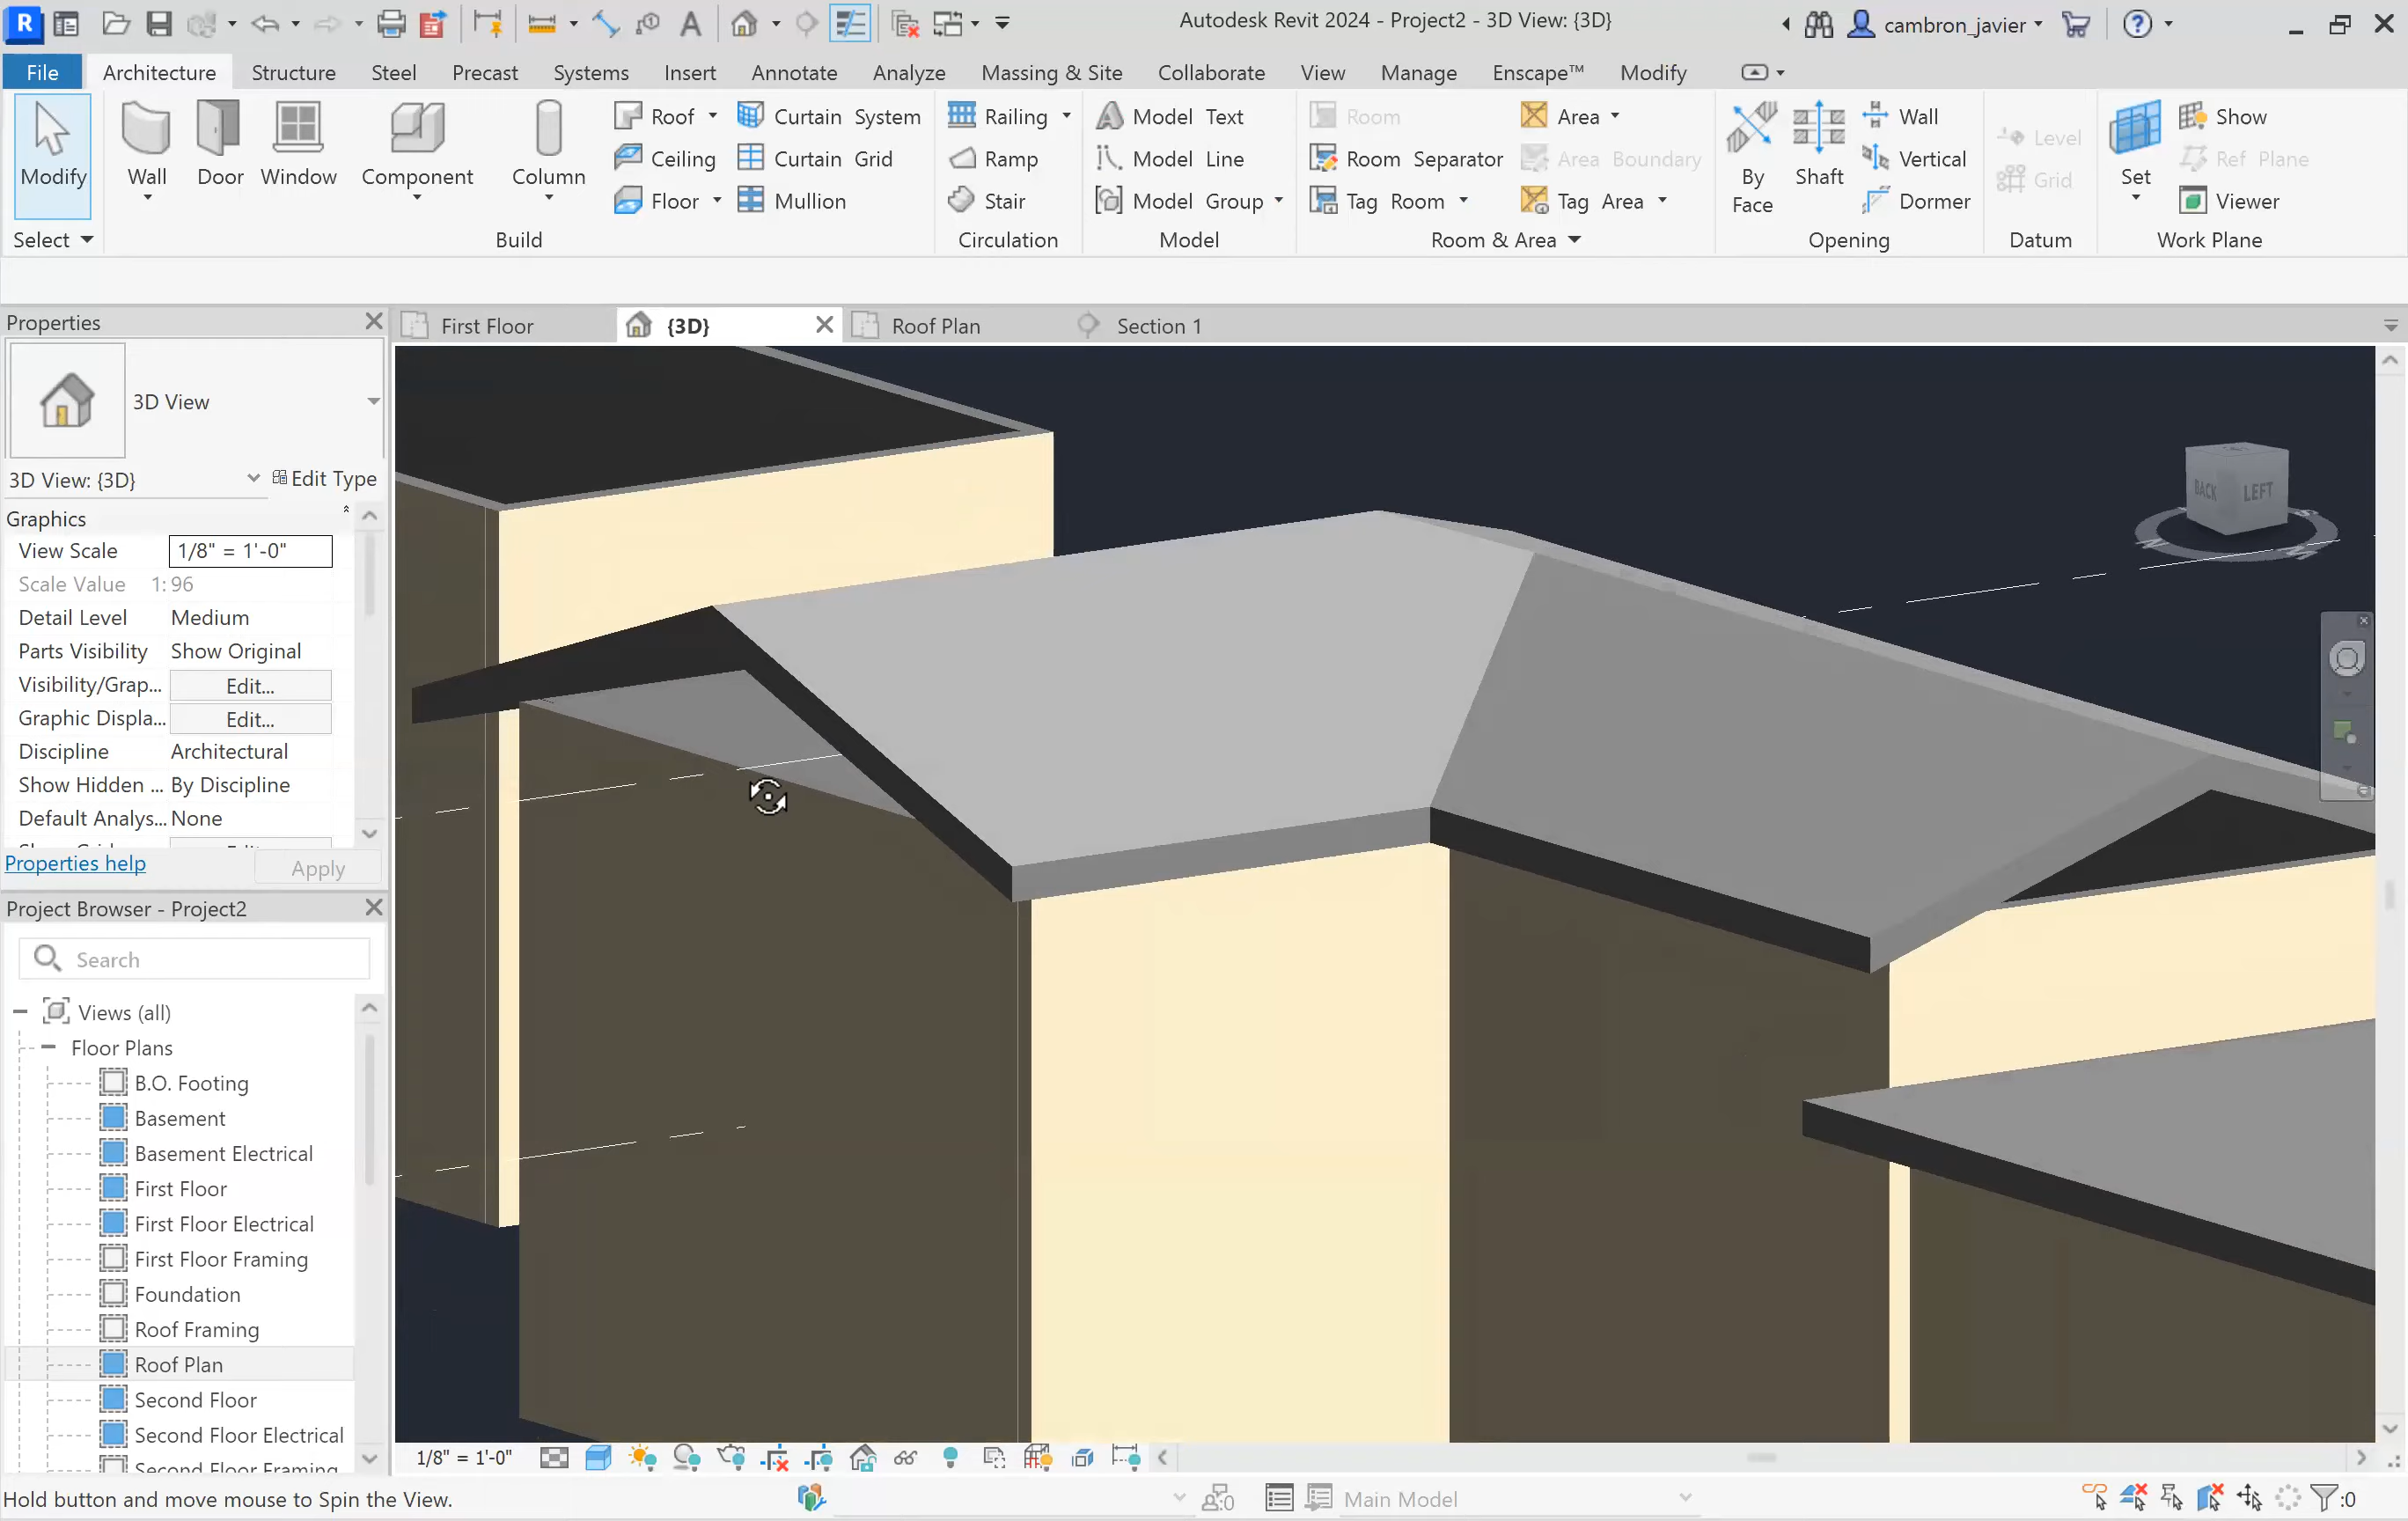 R
Autodesk Revit 2024 - Project2 - 3D View: {3D}
cambron_javier
File Architecture Structure Steel Precast Systems Insert Annotate Analyze Massing & Site Collaborate View Manage Enscape™ Modify
Modify
Wall
Door
Window
Component
Column
Roof
Ceiling
Floor
Curtain System
Curtain Grid
Mullion
Railing
Ramp
Stair
Model Text
Model Line
Model Group
Room
Room Separator
Tag Room
Area
Area Boundary
Tag Area
By Face
Shaft
Wall
Vertical
Dormer
Level
Grid
Set
Show
Ref Plane
Viewer
Select Build Circulation Model Room & Area Opening Datum Work Plane
Properties
First Floor {3D} Roof Plan Section 1
3D View
3D View: {3D} Edit Type
Graphics
View Scale 1/8" = 1'-0"
Scale Value 1: 96
Detail Level Medium
Parts Visibility Show Original
Visibility/Grap... Edit...
Graphic Displa... Edit...
Discipline Architectural
Show Hidden ... By Discipline
Default Analys... None
Properties help Apply
Project Browser - Project2
Search
Views (all)
Floor Plans
B.O. Footing
Basement
Basement Electrical
First Floor
First Floor Electrical
First Floor Framing
Foundation
Roof Framing
Roof Plan
Second Floor
Second Floor Electrical
Second Floor Framing
BACK LEFT
N
1/8" = 1'-0"
Hold button and move mouse to Spin the View.
:0
Main Model
:0